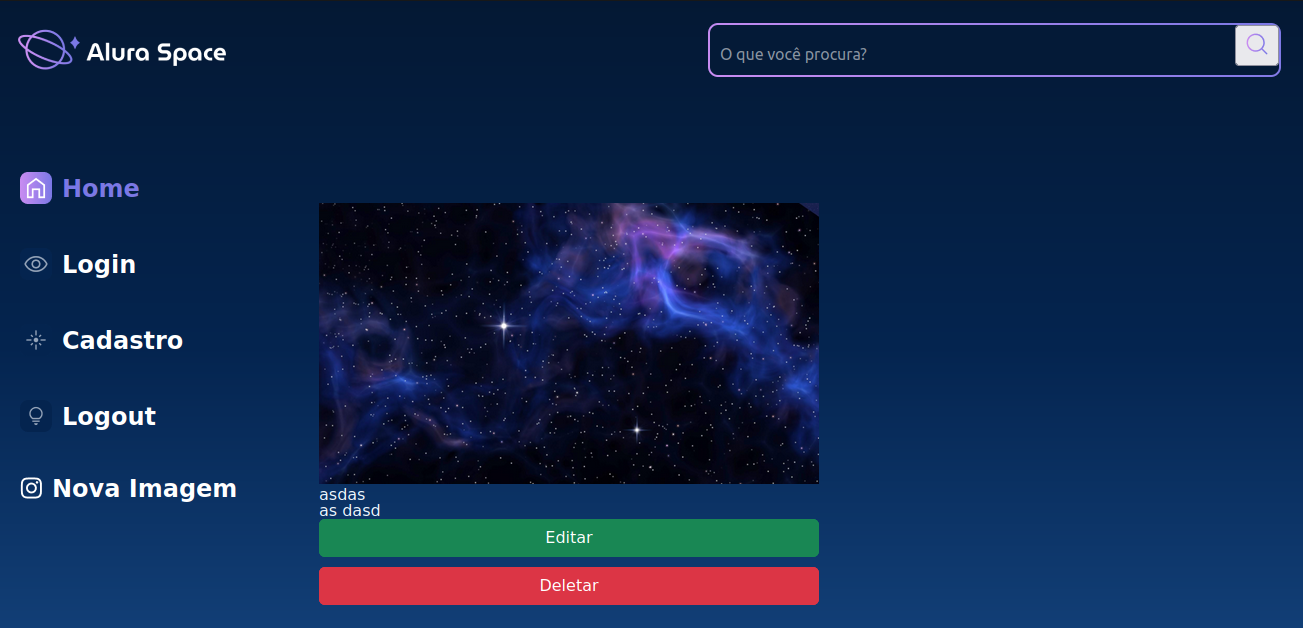 Alura Space
O que você procura?
Home
Login
Cadastro
Logout
Nova Imagem
asdas
as dasd
Editar
Deletar